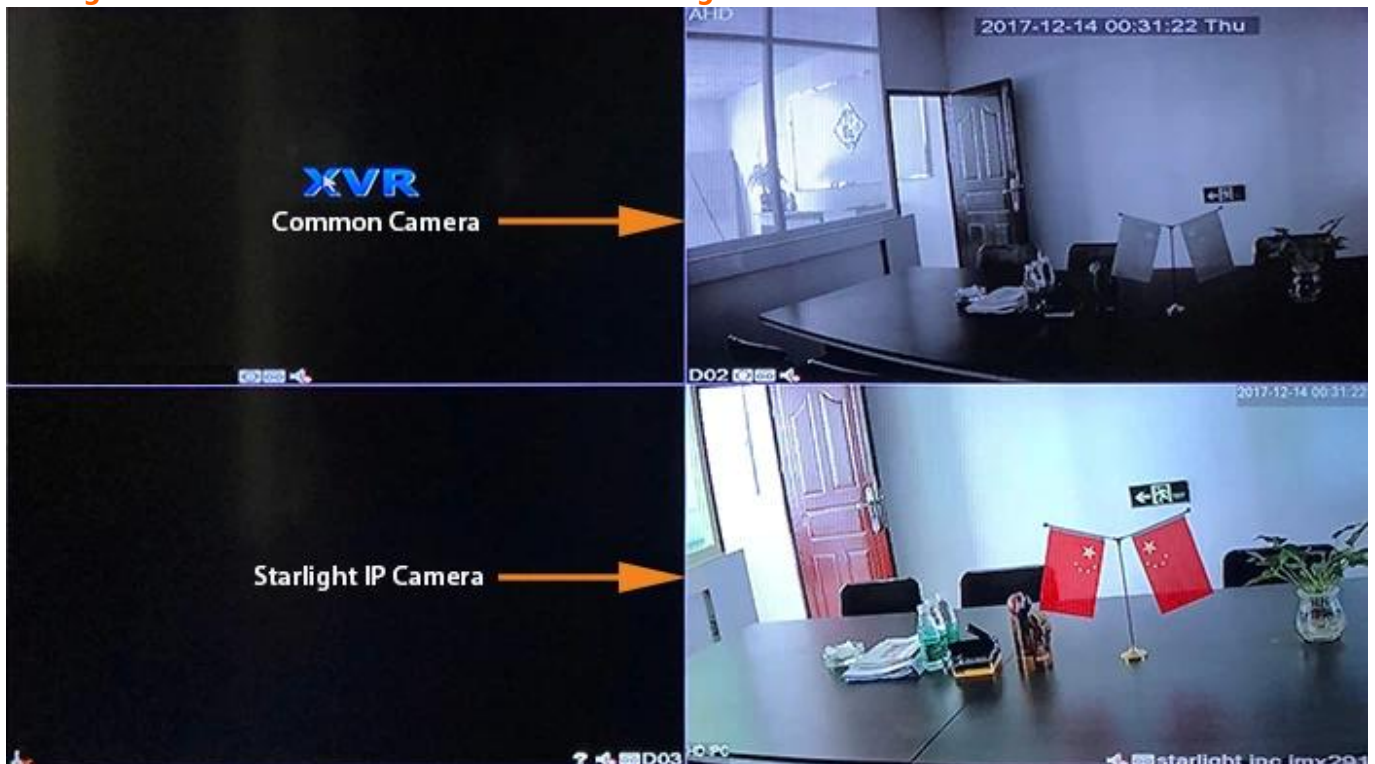 AHD
2017-12-14 00:31:22 Thu
XVR
Common Camera
D02
2017-12-14 00:31:22
Starlight IP Camera
D03
starlight ipc imx291